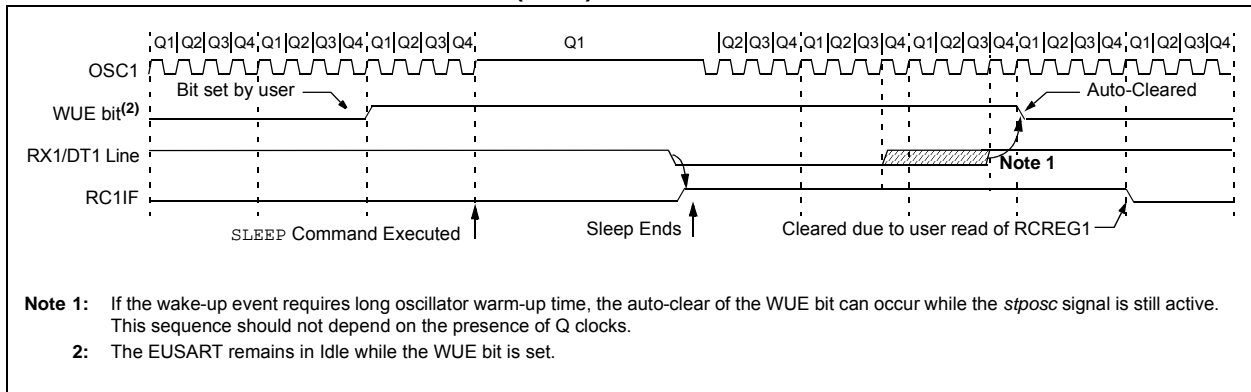 Q1 Q2 Q3 Q4 Q1 Q2 Q3 Q4 Q1 Q2 Q3 Q4 Q1 Q2 Q3 Q4 Q1 Q2 Q3 Q4 Q1 Q2 Q3 Q4 Q1 Q2 Q3 Q4 Q1 Q2 Q3 Q4
OSC1
Bit set by user
Auto-Cleared
WUE bit(2)
RX1/DT1 Line
Note 1
RC1IF
SLEEP Command Executed
Sleep Ends
Cleared due to user read of RCREG1
Note 1: If the wake-up event requires long oscillator warm-up time, the auto-clear of the WUE bit can occur while the stposc signal is still active.
This sequence should not depend on the presence of Q clocks.
2: The EUSART remains in Idle while the WUE bit is set.